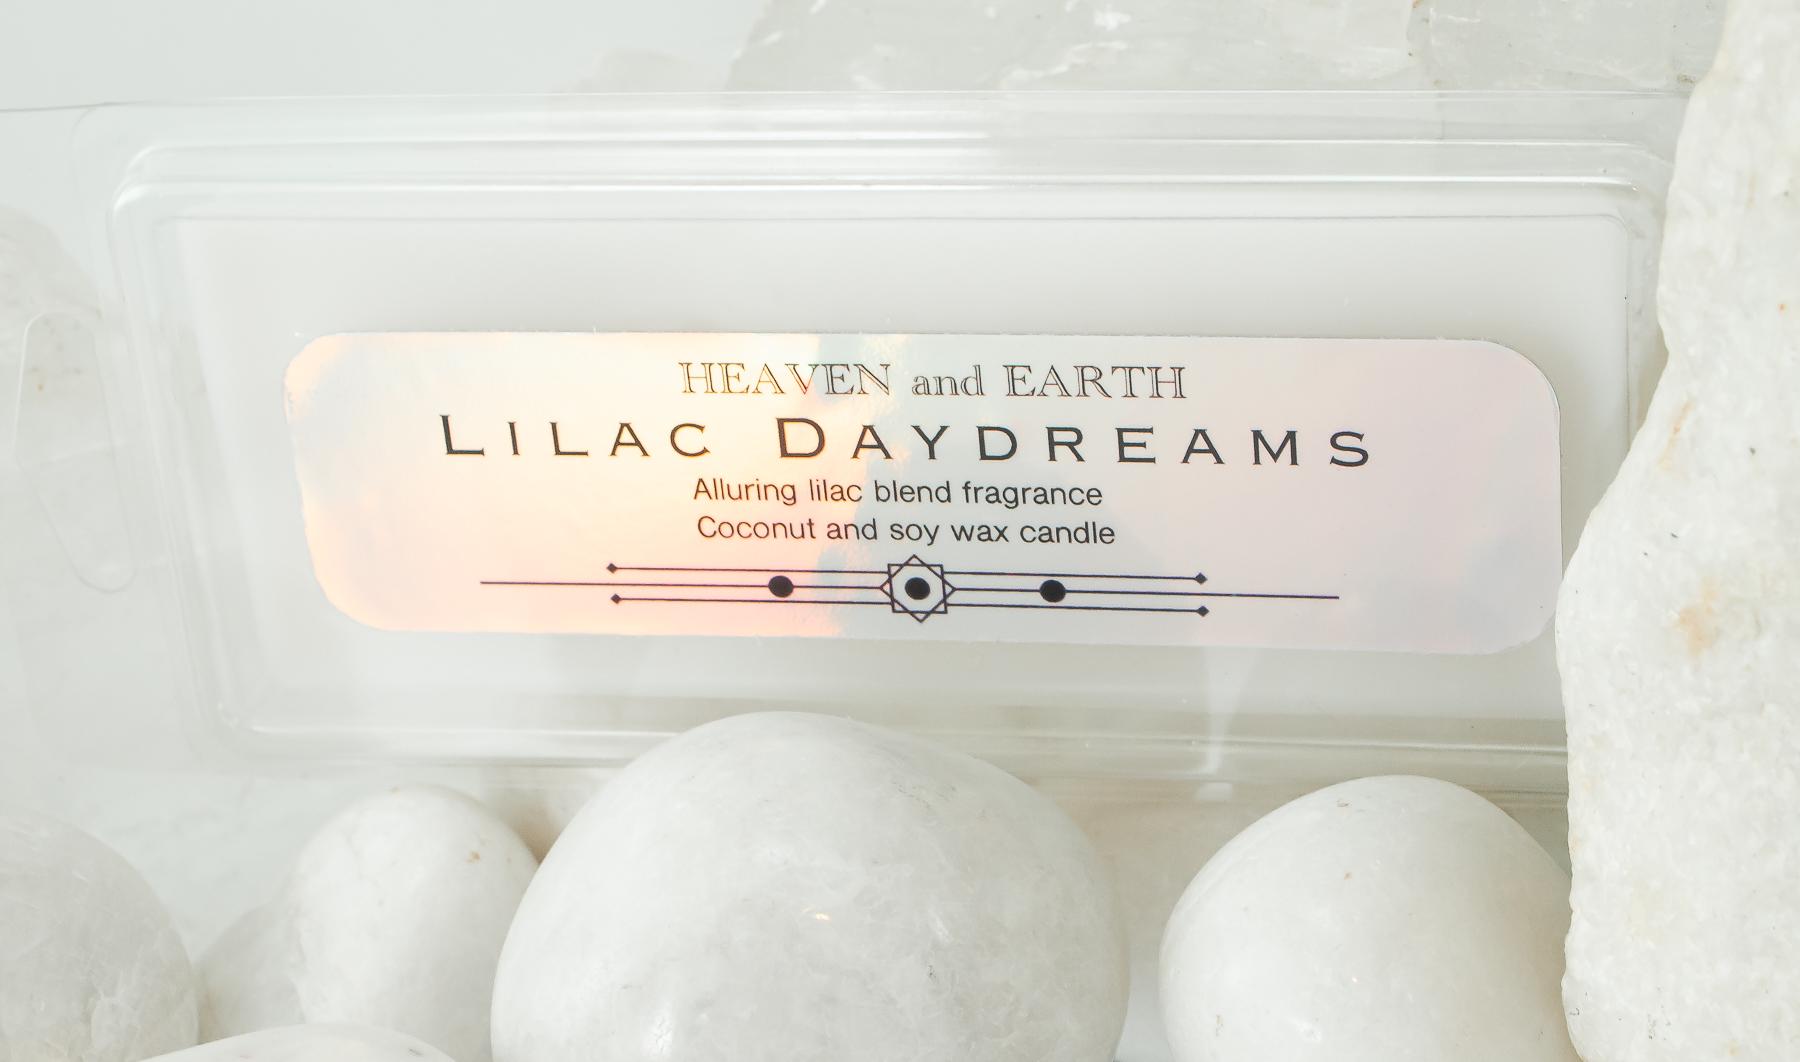 HEAVEN and EARTH
LILAC DAYDREAMS
Alluring lilac blend fragrance
Coconut and soy wax candle